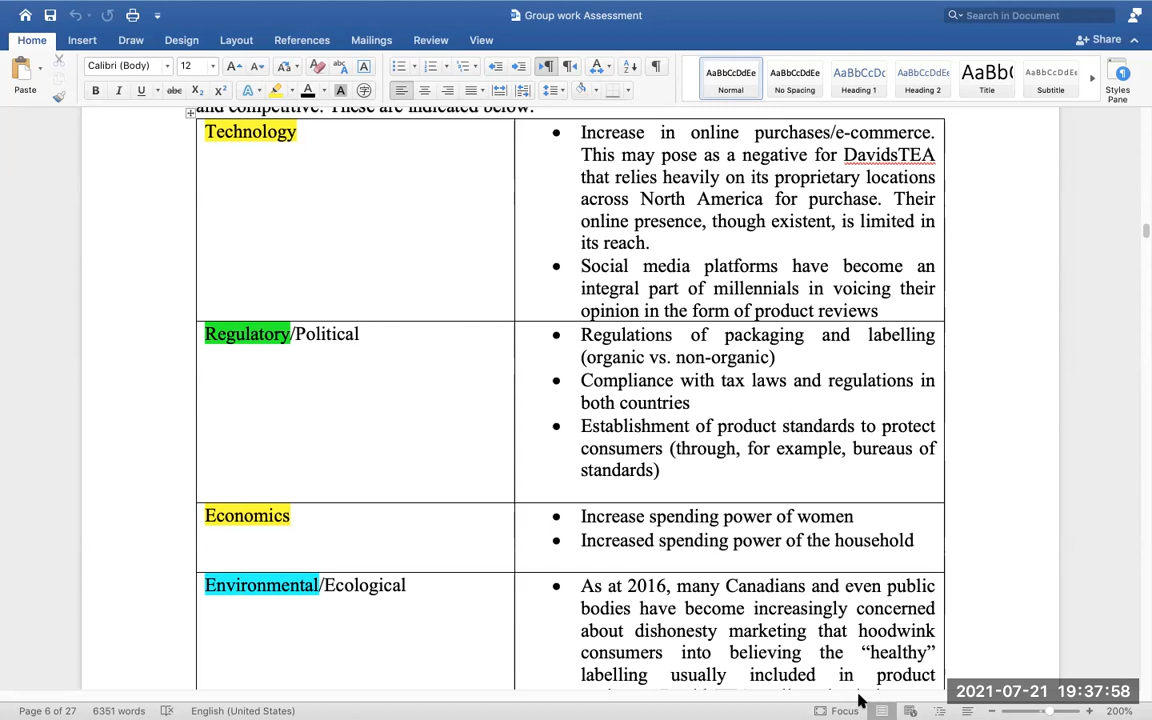 Group work Assessment
Search in Document
Home Insert Draw Design Layout References Mailings Review View
Share
Calibri (Body) 12
Paste
AaBbCcDdEe AaBbCcDdEe AaBbCcDc AaBbCcDdEe AaBb( AaBbCcDdEe
Normal No Spacing Heading 1 Heading 2 Title Subtitle
Styles
Pane
and competitive. These are indicated below:
Technology
• Increase in online purchases/e-commerce.
This may pose as a negative for DavidsTEA
that relies heavily on its proprietary locations
across North America for purchase. Their
online presence, though existent, is limited in
its reach.
• Social media platforms have become an
integral part of millennials in voicing their
opinion in the form of product reviews
Regulatory/Political
• Regulations of packaging and labelling
(organic vs. non-organic)
• Compliance with tax laws and regulations in
both countries
• Establishment of product standards to protect
consumers (through, for example, bureaus of
standards)
Economics
• Increase spending power of women
• Increased spending power of the household
Environmental/Ecological
• As at 2016, many Canadians and even public
bodies have become increasingly concerned
about dishonesty marketing that hoodwink
consumers into believing the “healthy”
labelling usually included in product
2021-07-21 19:37:58
Page 6 of 27 6351 words English (United States) Focus 200%